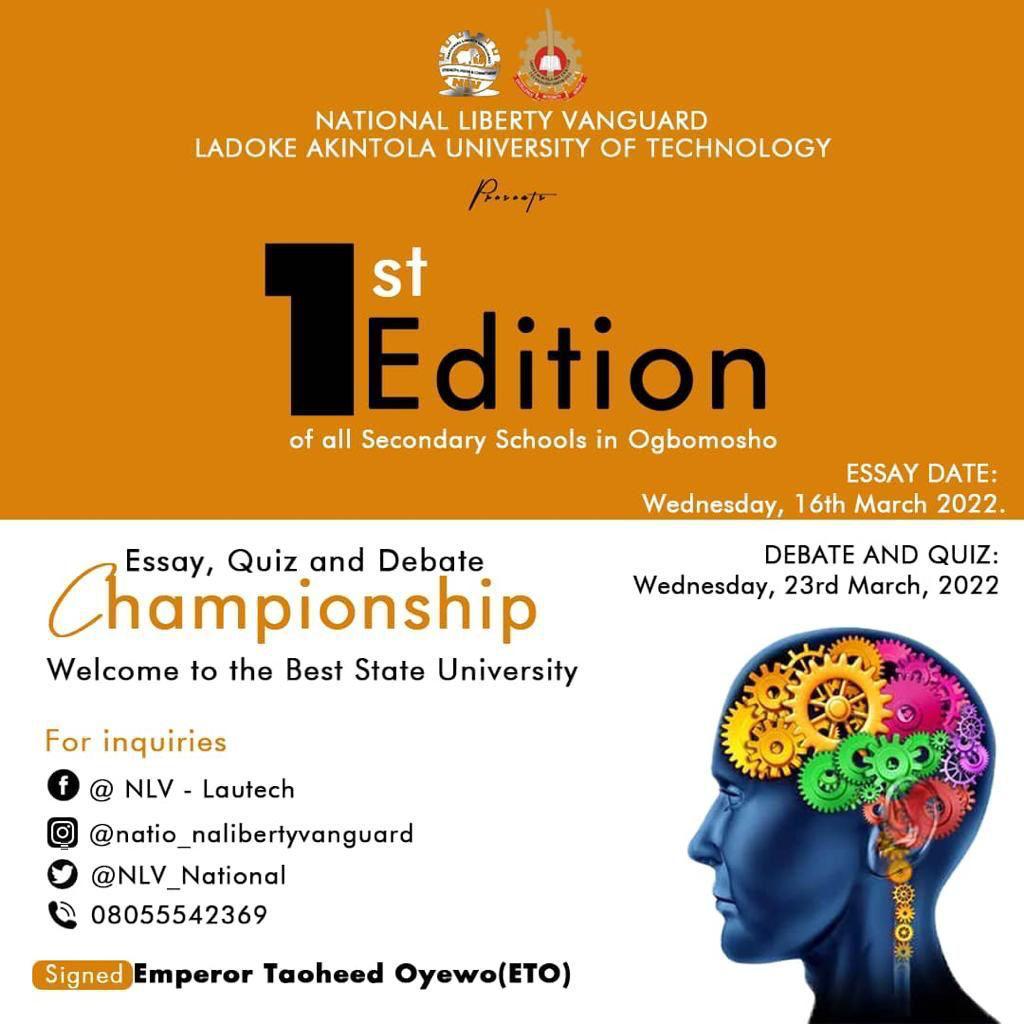 NLV
NATIONAL LIBERTY VANGUARD
LADOKE AKINTOLA UNIVERSITY OF TECHNOLOGY
Presents
1st
Edition
of all Secondary Schools in Ogbomosho
ESSAY DATE:
Wednesday, 16th March 2022.
DEBATE AND QUIZ:
Wednesday, 23rd March, 2022
Essay, Quiz and Debate
Championship
Welcome to the Best State University
For inquiries
@ NLV - Lautech
@natio_nalibertyvanguard
@NLV_National
08055542369
Signed Emperor Taoheed Oyewo(ETO)